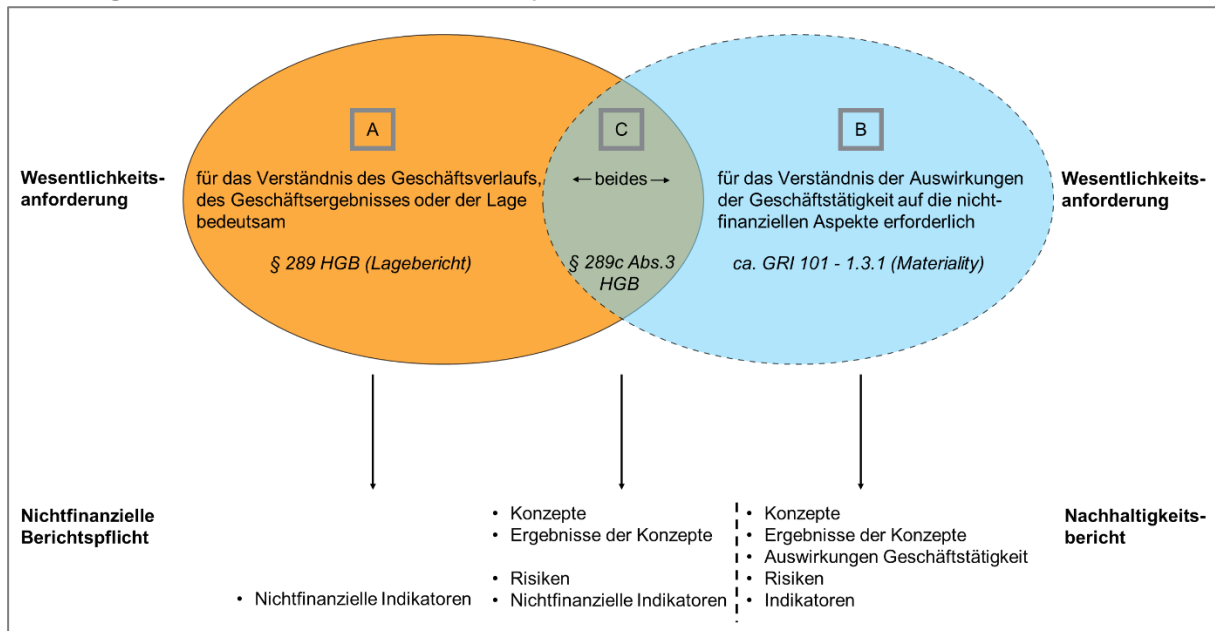 A
C
B
Wesentlichkeits-
anforderung
für das Verständnis des Geschäftsverlaufs,
des Geschäftsergebnisses oder der Lage
bedeutsam
§ 289 HGB (Lagebericht)
beides
§ 289c Abs.3
HGB
für das Verständnis der Auswirkungen
der Geschäftstätigkeit auf die nicht-
finanziellen Aspekte erforderlich
ca. GRI 101 - 1.3.1 (Materiality)
Wesentlichkeits-
anforderung
Nichtfinanzielle
Berichtspflicht
• Nichtfinanzielle Indikatoren
• Konzepte
• Ergebnisse der Konzepte
• Risiken
• Nichtfinanzielle Indikatoren
• Konzepte
• Ergebnisse der Konzepte
• Auswirkungen Geschäftstätigkeit
• Risiken
• Indikatoren
Nachhaltigkeits-
bericht